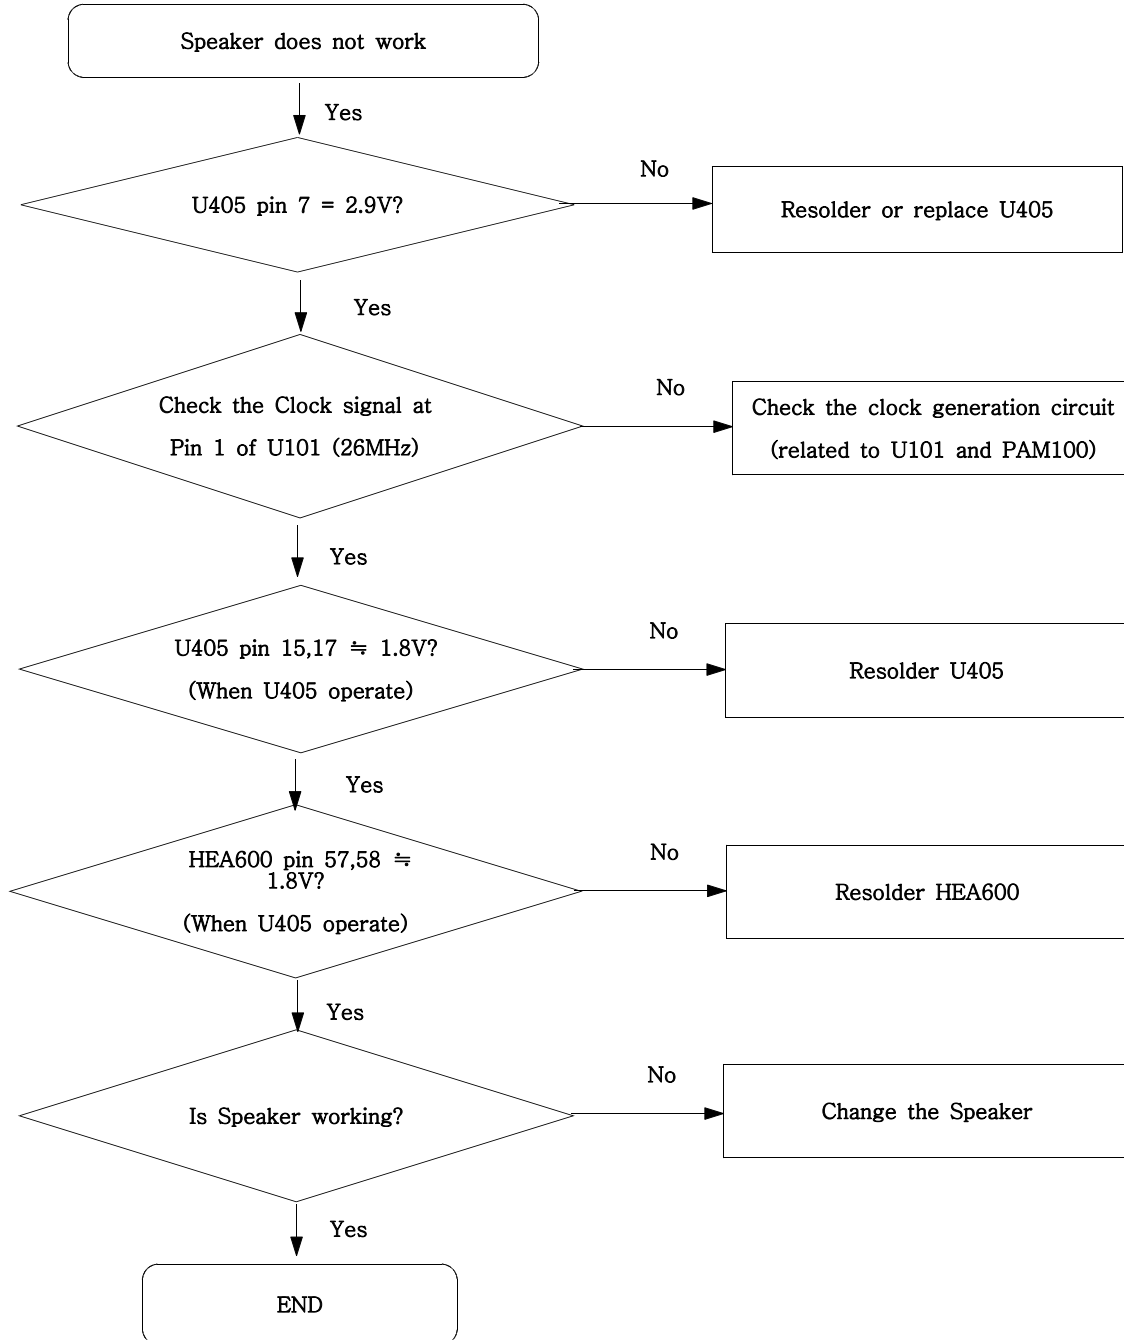 Speaker does not work
Yes
U405 pin 7 = 2.9V?
No
Resolder or replace U405
Yes
Check the Clock signal at
Pin 1 of U101 (26MHz)
No
Check the clock generation circuit
(related to U101 and PAM100)
Yes
U405 pin 15,17 ≒ 1.8V?
(When U405 operate)
No
Resolder U405
Yes
HEA600 pin 57,58 ≒
1.8V?
(When U405 operate)
No
Resolder HEA600
Yes
Is Speaker working?
No
Change the Speaker
Yes
END